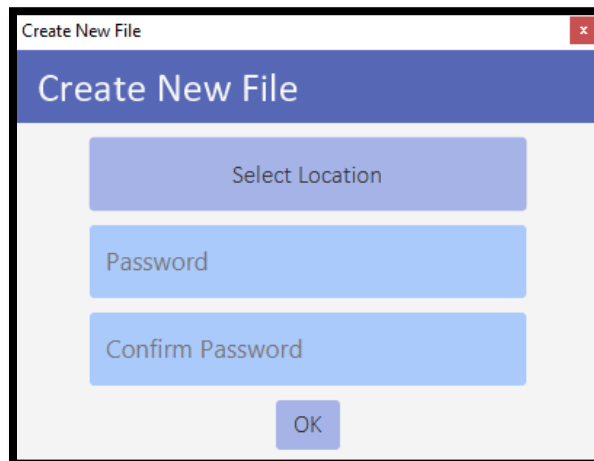 Create New File
x
Create New File
Select Location
Password
Confirm Password
OK